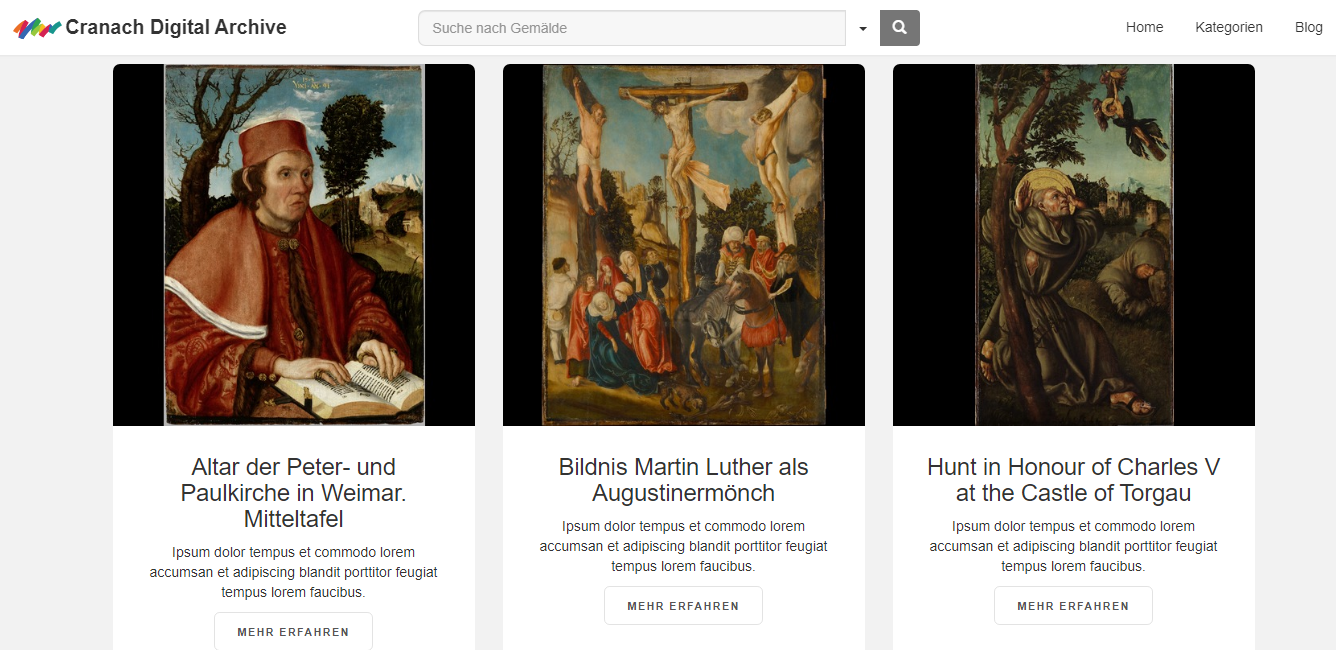 Cranach Digital Archive
Suche nach Gemälde
Home
Kategorien
Blog
Altar der Peter- und
Paulkirche in Weimar.
Mitteltafel
Ipsum dolor tempus et commodo lorem
accumsan et adipiscing blandit porttitor feugiat
tempus lorem faucibus.
MEHR ERFAHREN
Bildnis Martin Luther als
Augustinermönch
Ipsum dolor tempus et commodo lorem
accumsan et adipiscing blandit porttitor feugiat
tempus lorem faucibus.
MEHR ERFAHREN
Hunt in Honour of Charles V
at the Castle of Torgau
Ipsum dolor tempus et commodo lorem
accumsan et adipiscing blandit porttitor feugiat
tempus lorem faucibus.
MEHR ERFAHREN